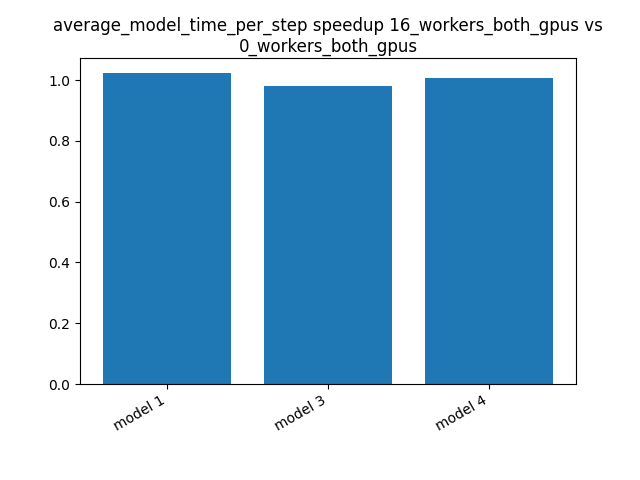 average_model_time_per_step speedup 16_workers_both_gpus vs
0_workers_both_gpus
1.0
0.8
0.6
0.4
0.2
0.0
model 1
model 3
model 4